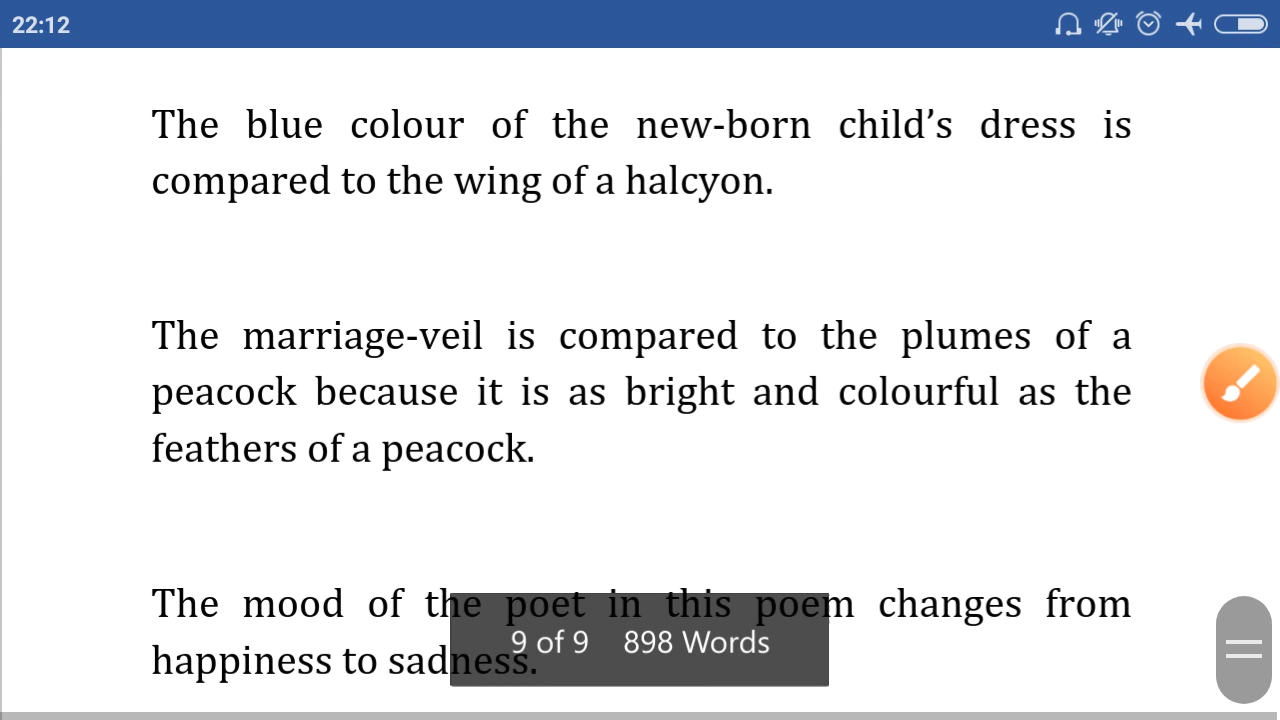 22:12
The blue colour of the new-born child’s dress is
compared to the wing of a halcyon.
The marriage-veil is compared to the plumes of a
peacock because it is as bright and colourful as the
feathers of a peacock.
The mood of the poet in this poem changes from
happiness to sadness.
9 of 9 898 Words